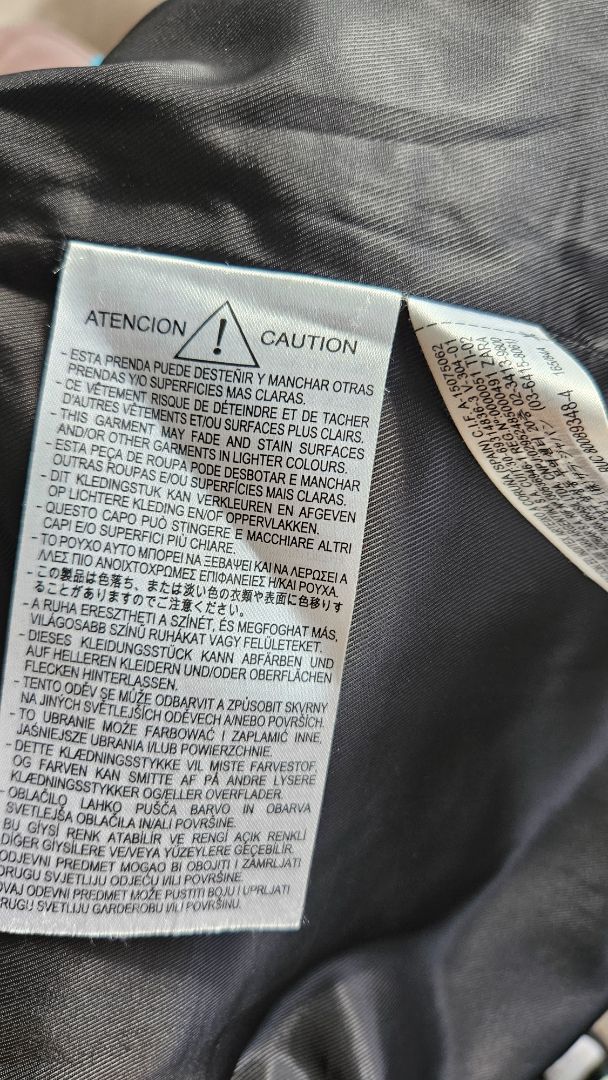 ATENCION ! CAUTION
- ESTA PRENDA PUEDE DESTEÑIR Y MANCHAR OTRAS
PRENDAS Y/O SUPERFICIES MAS CLARAS.
- CE VÊTEMENT RISQUE DE DÉTEINDRE ET DE TACHER
D'AUTRES VÊTEMENTS ET/OU SURFACES PLUS CLAIRS.
- THIS GARMENT MAY FADE AND STAIN SURFACES
AND/OR OTHER GARMENTS IN LIGHTER COLOURS.
- ESTA PEÇA DE ROUPA PODE DESBOTAR E MANCHAR
OUTRAS ROUPAS E/OU SUPERFÍCIES MAIS CLARAS.
- DIT KLEDINGSTUK KAN VERKLEUREN EN AFGEVEN
OP LICHTERE KLEDING EN/OF OPPERVLAKKEN.
- QUESTO CAPO PUÒ STINGERE E MACCHIARE ALTRI
CAPI E/O SUPERFICI PIÙ CHIARE.
- ΤΟ ΡΟΥΧΟ ΑΥΤΟ ΜΠΟΡΕΙ ΝΑ ΞΕΒΑΨΕΙ ΚΑΙ ΝΑ ΛΕΡΩΣΕΙ Α
ΛΛΕΣ ΠΙΟ ΑΝΟΙΧΤΟΧΡΩΜΕΣ ΕΠΙΦΑΝΕΙΕΣ Η/ΚΑΙ ΡΟΥΧΑ.
- この製品は色落ち、または淡い色の衣類や表面に色移りす
ることがありますのでご注意ください。
- A RUHA ERESZTHETI A SZÍNÉT, ÉS MEGFOGHAT MÁS,
VILÁGOSABB SZÍNŰ RUHÁKAT VAGY FELÜLETEKET.
- DIESES KLEIDUNGSSTÜCK KANN ABFÄRBEN UND
AUF HELLEREN KLEIDERN UND/ODER OBERFLÄCHEN
FLECKEN HINTERLASSEN.
- TENTO ODĚV SE MŮŽE ODBARVIT A ZPŮSOBIT SKVRNY
NA JINÝCH SVĚTLEJŠÍCH ODĚVECH A/NEBO POVRŠÍCH.
- TO UBRANIE MOŻE FARBOWAĆ I ZAPLAMIĆ INNE,
JAŚNIEJSZE UBRANIA I/LUB POWIERZCHNIE.
- DETTE KLÆDNINGSSTYKKE VIL MISTE FARVESTOF,
OG FARVEN KAN SMITTE AF PÅ ANDRE LYSERE
KLÆDNINGSSTYKKER OG/ELLER OVERFLADER.
- OBLAČILO LAHKO PUŠČA BARVO IN OBARVA
SVETLEJŠA OBLAČILA IN/ALI POVRŠINE.
BU GİYSİ RENK ATABİLİR VE RENGİ AÇIK RENKLİ
DİĞER GİYSİLERE VE/VEYA YÜZEYLERE GEÇEBİLİR.
ODJEVNI PREDMET MOGAO BI OBOJITI I ZAMRLJATI
DRUGU SVJETLIJU ODJEĆU I/ILI POVRŠINE.
OVAJ ODEVNI PREDMET MOŽE PUSTITI BOJU I UPRLJATI
DRUGU SVETLIJU GARDEROBU I/ILI POVRŠINU.